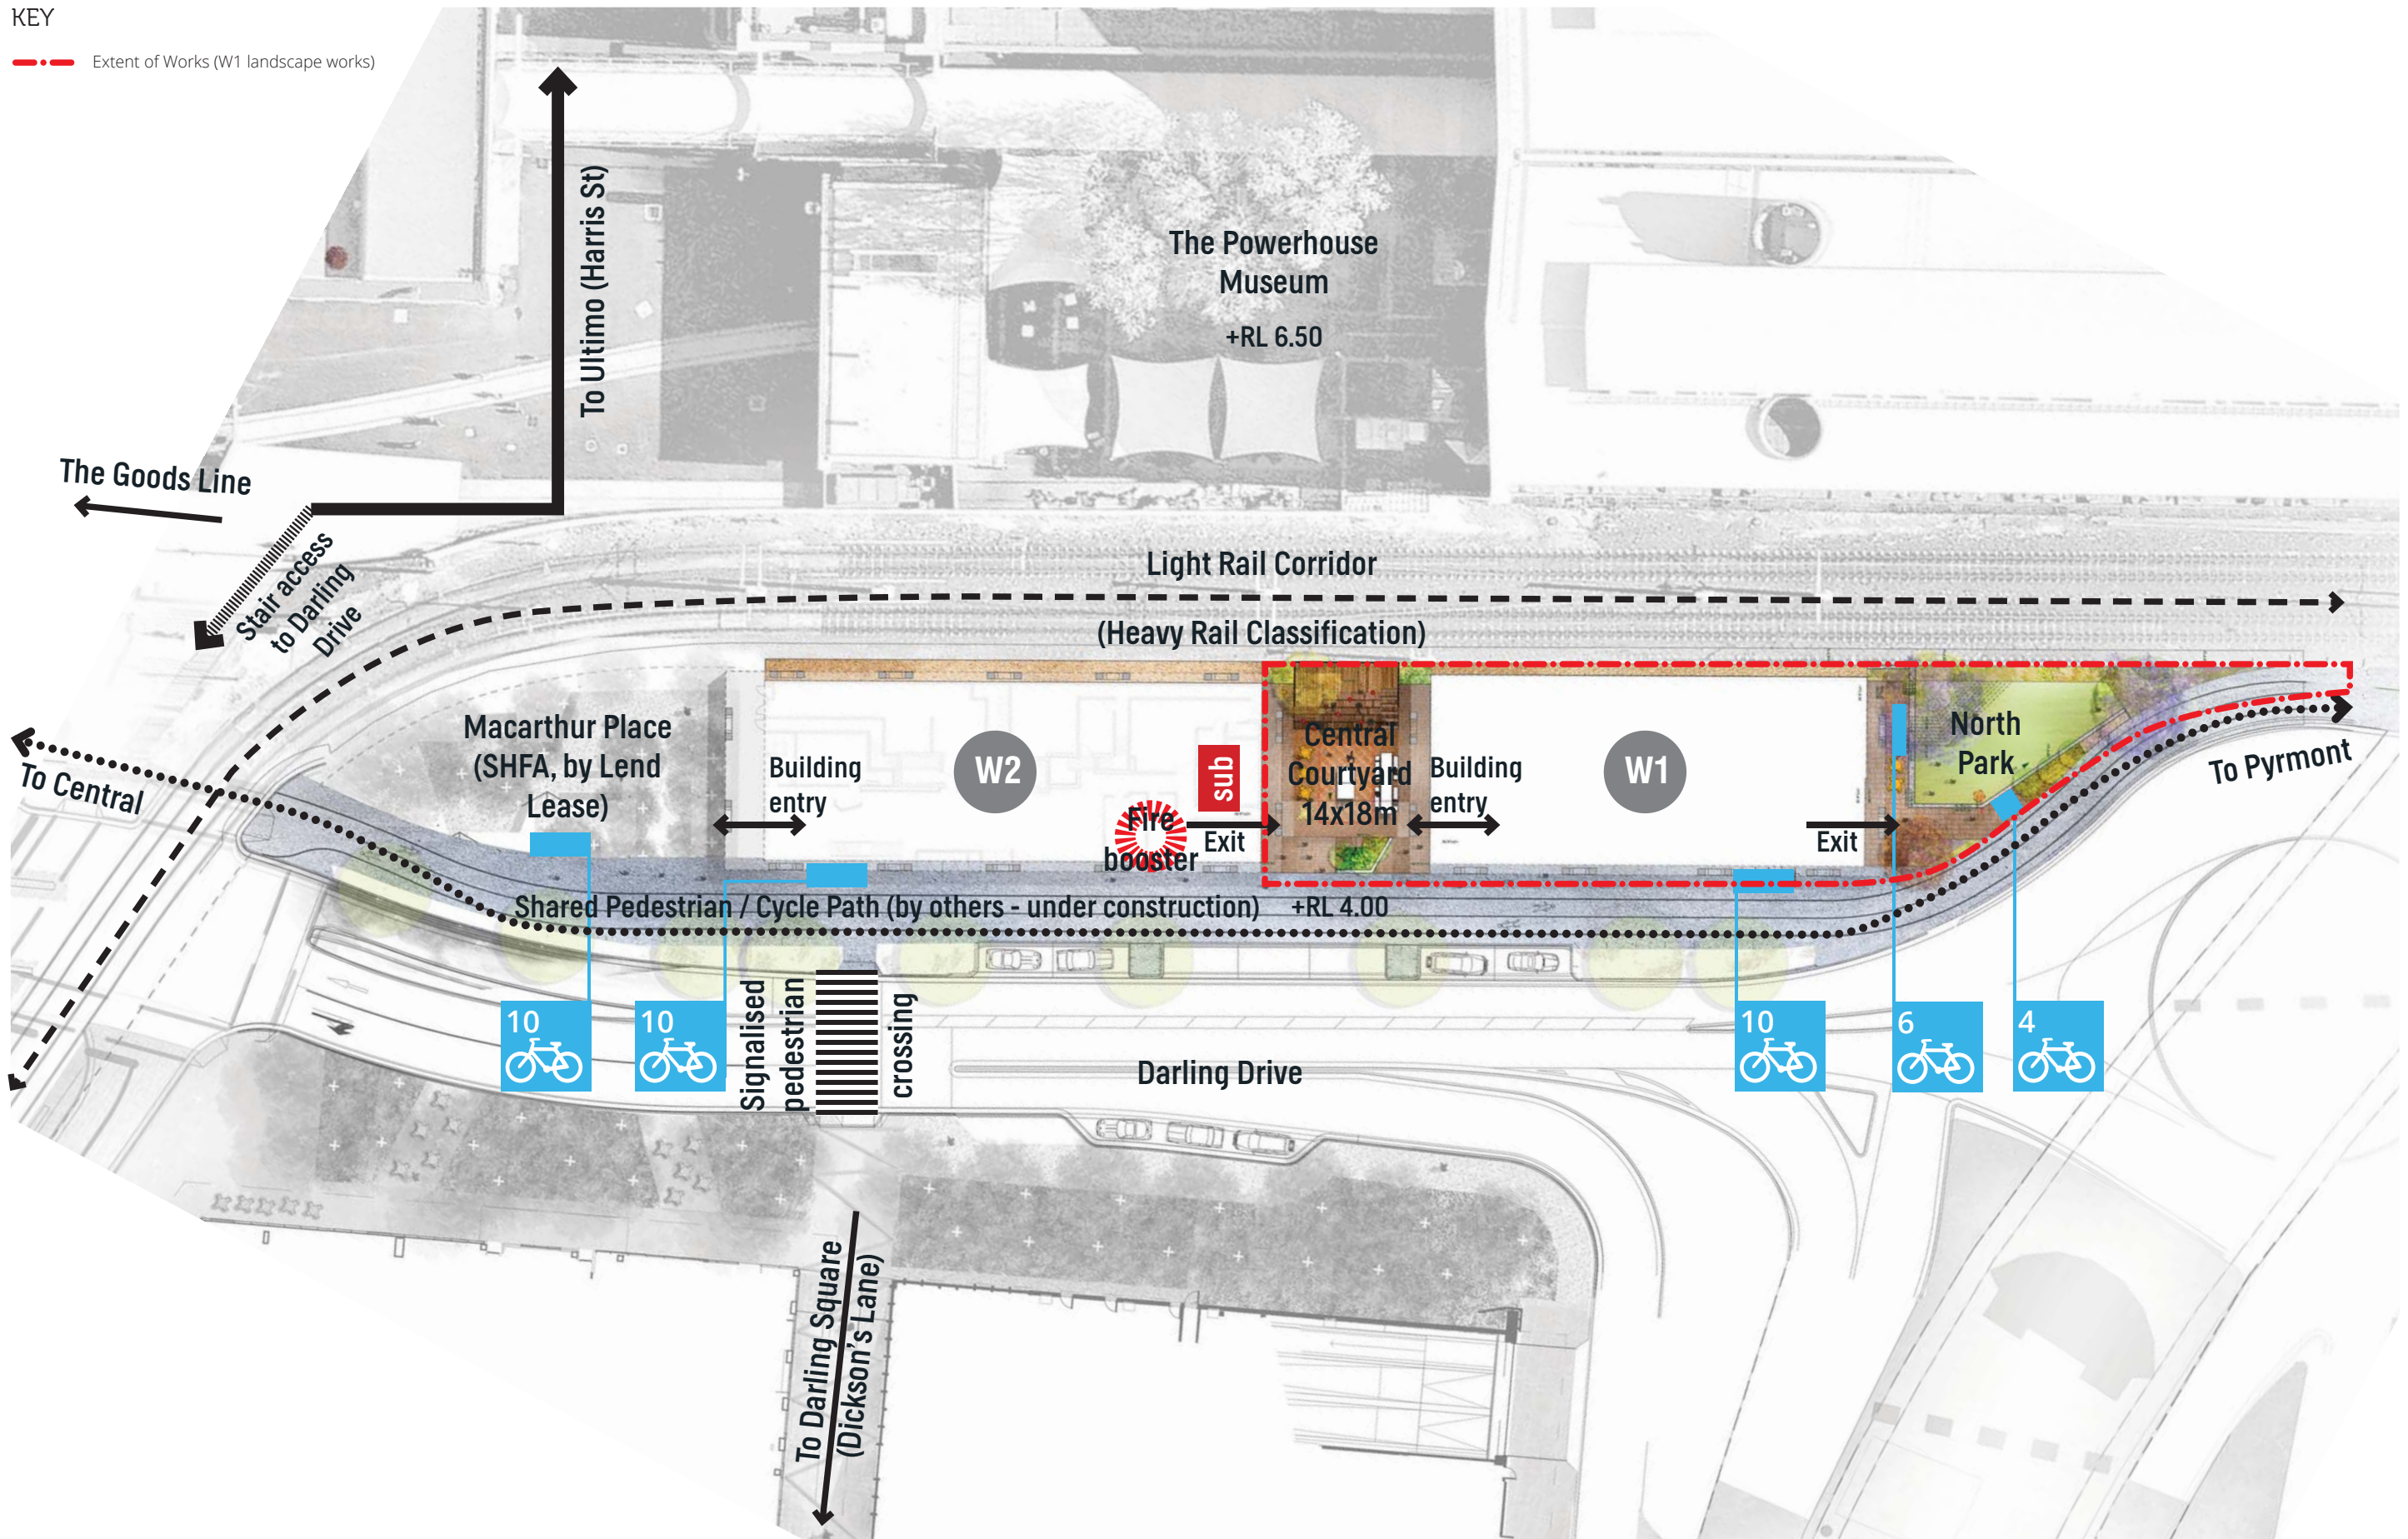 KEY
Extent of Works (W1 landscape works)
To Ultimo (Harris St)
The Powerhouse
Museum
+RL 6.50
The Goods Line
Stair access
to Darling
Drive
Light Rail Corridor
(Heavy Rail Classification)
Macarthur Place
(SHFA, by Lend
Lease)
Building
entry
W2
sub
Fire
booster
Exit
Central
Courtyard
14x18m
Building
entry
W1
Exit
North
Park
To Pyrmont
To Central
Shared Pedestrian / Cycle Path (by others - under construction)
+RL 4.00
10
10
Signalised
pedestrian
crossing
Darling Drive
10
6
4
To Darling Square
(Dickson's Lane)